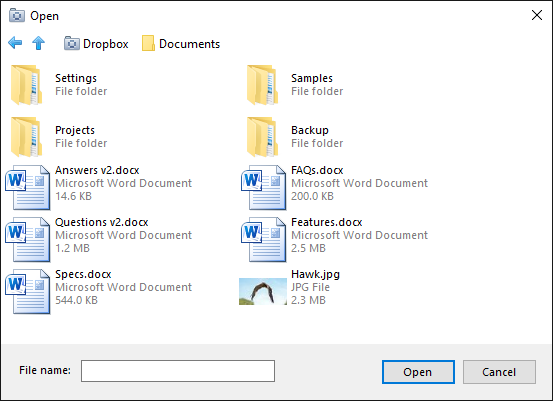 Open
Dropbox Documents
Settings
File folder
Samples
File folder
Projects
File folder
Backup
File folder
Answers v2.docx
Microsoft Word Document
14.6 KB
FAQs.docx
Microsoft Word Document
200.0 KB
Questions v2.docx
Microsoft Word Document
1.2 MB
Features.docx
Microsoft Word Document
2.5 MB
Specs.docx
Microsoft Word Document
544.0 KB
Hawk.jpg
JPG File
2.3 MB
File name:
Open Cancel